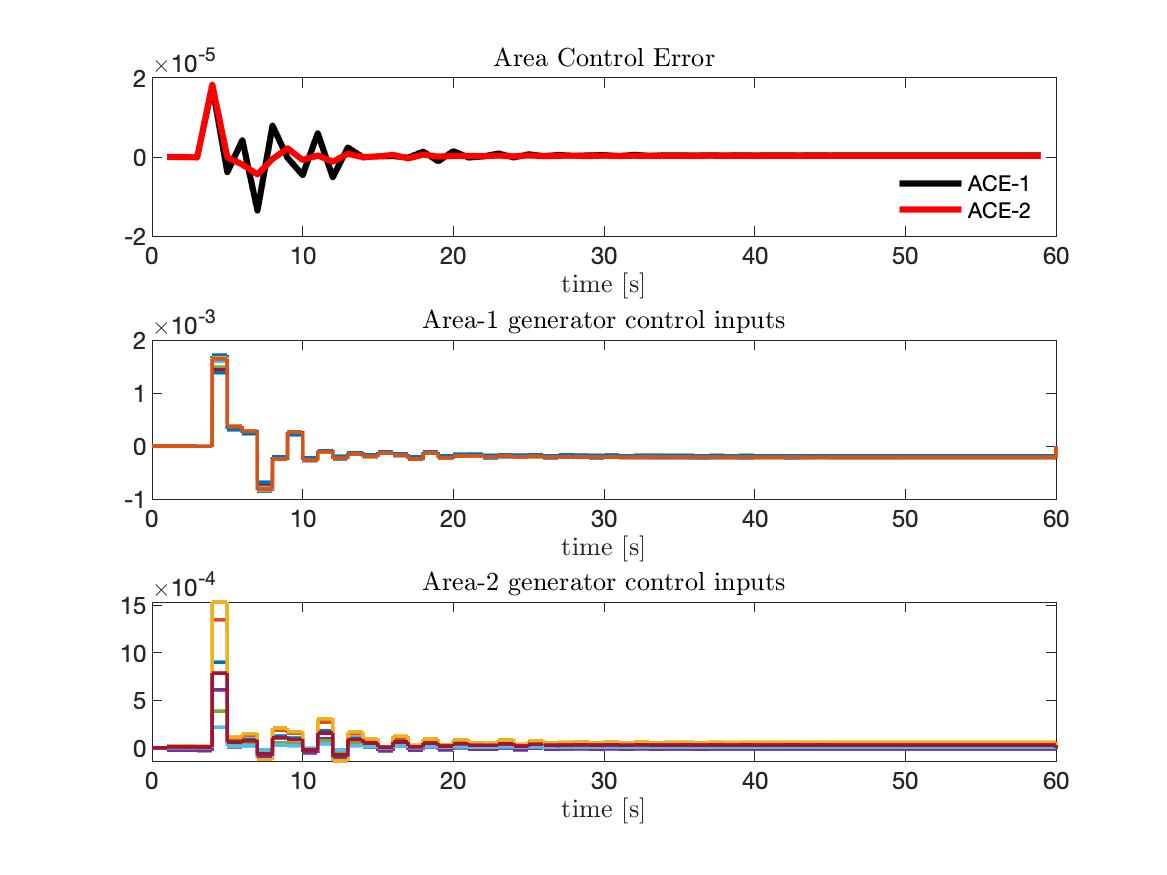 ×10-5
Area Control Error
2
0
-2
ACE-1
ACE-2
0 10 20 30 40 50 60
time [s]
×10-3
Area-1 generator control inputs
2
1
0
-1
0 10 20 30 40 50 60
time [s]
×10-4
Area-2 generator control inputs
15
10
5
0
0 10 20 30 40 50 60
time [s]